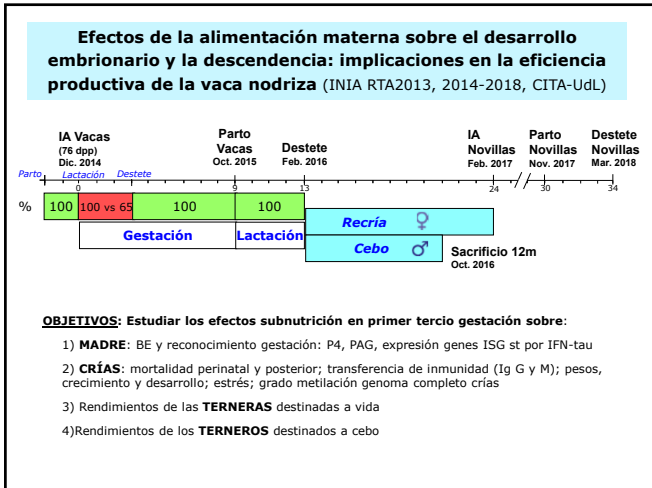 Efectos de la alimentación materna sobre el desarrollo
embrionario y la descendencia: implicaciones en la eficiencia
productiva de la vaca nodriza (INIA RTA2013, 2014-2018, CITA-UdL)
IA Vacas
(76 dpp)
Dic. 2014
Parto
Vacas
Oct. 2015
Destete
Feb. 2016
IA
Novillas
Feb. 2017
Parto
Novillas
Nov. 2017
Destete
Novillas
Mar. 2018
Parto Lactación Destete
0 9 13 24 30 34
% 100 100 vs 65 100 100
Gestación Lactación
Recría ♀
Cebo ♂
Sacrificio 12m
Oct. 2016
OBJETIVOS: Estudiar los efectos subnutrición en primer tercio gestación sobre:
1) MADRE: BE y reconocimiento gestación: P4, PAG, expresión genes ISG st por IFN-tau
2) CRÍAS: mortalidad perinatal y posterior; transferencia de inmunidad (Ig G y M); pesos,
crecimiento y desarrollo; estrés; grado metilación genoma completo crías
3) Rendimientos de las TERNERAS destinadas a vida
4)Rendimientos de los TERNEROS destinados a cebo